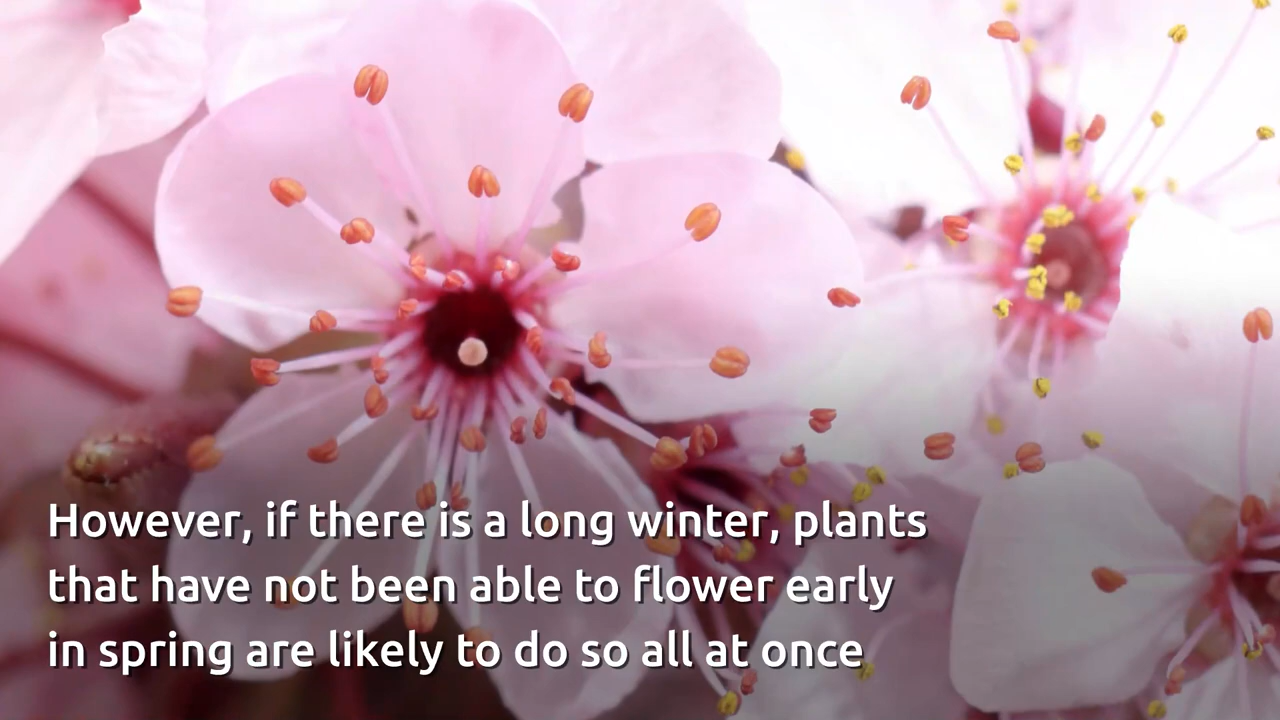 However, if there is a long winter, plants
that have not been able to flower early
in spring are likely to do so all at once